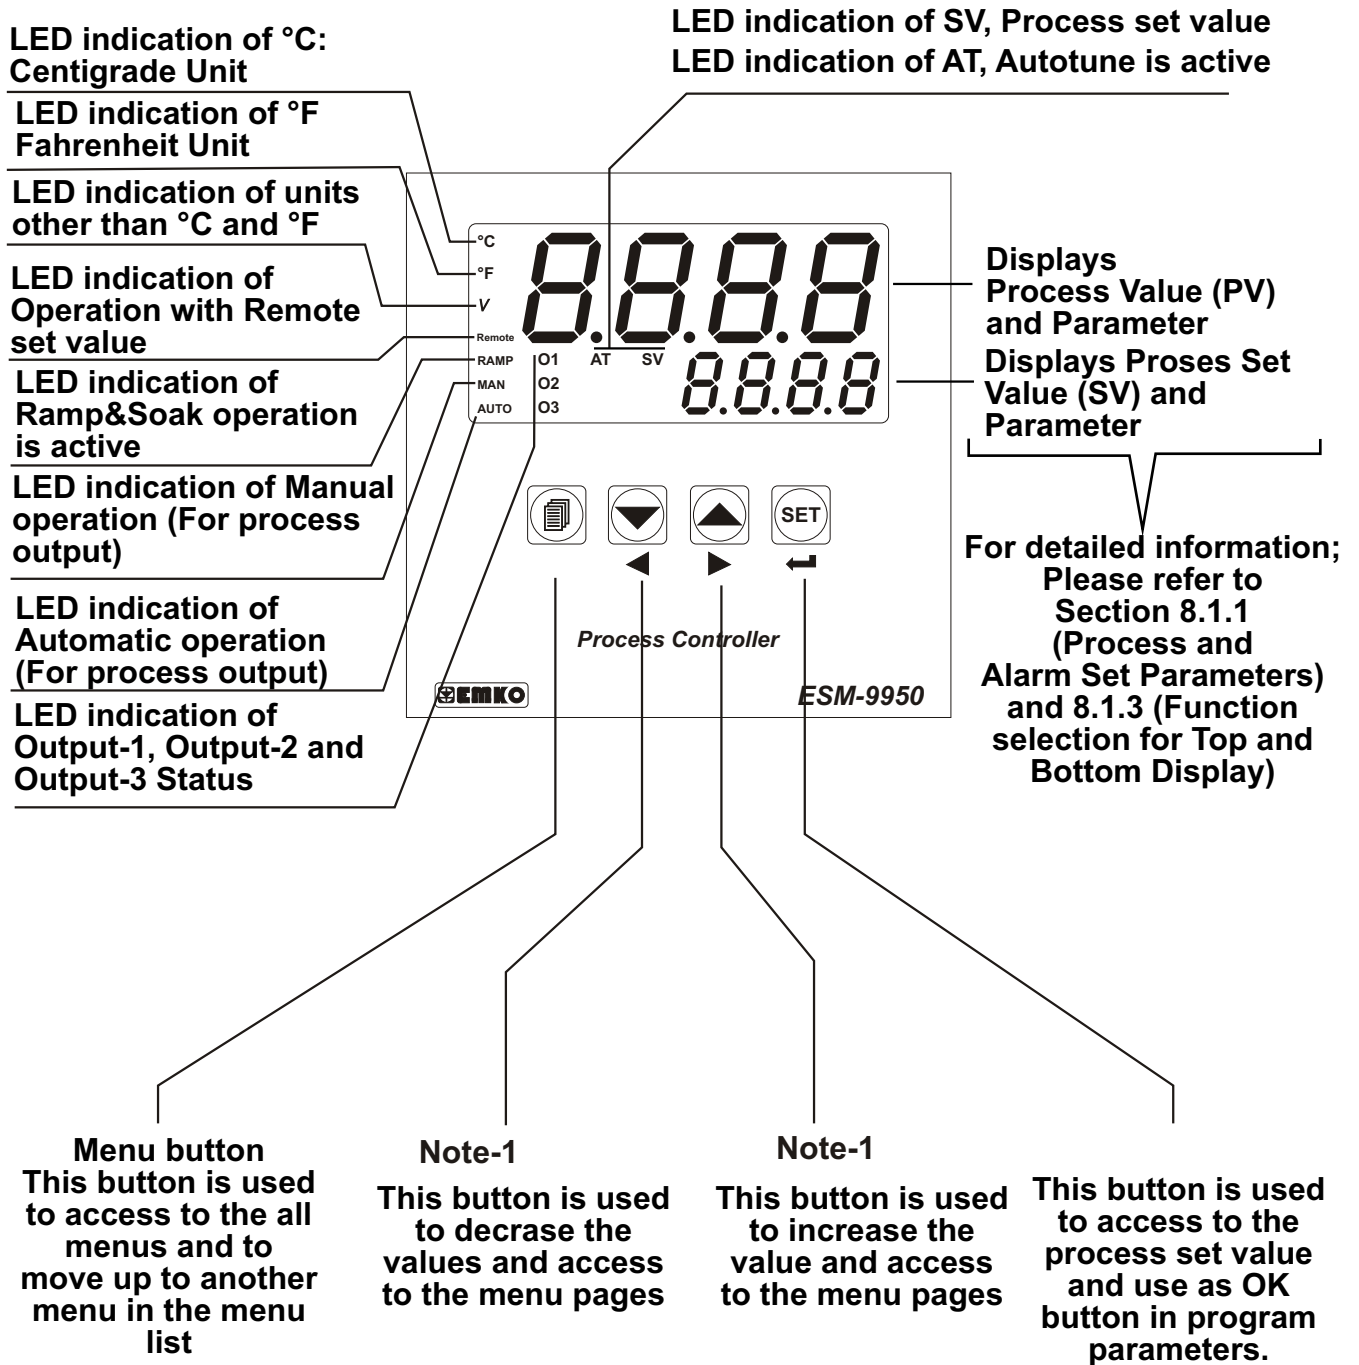 LED indication of SV, Process set value
LED indication of AT, Autotune is active
LED indication of °C:
Centigrade Unit
LED indication of °F
Fahrenheit Unit
LED indication of units
other than °C and °F
LED indication of
Operation with Remote
set value
LED indication of
Ramp&Soak operation
is active
LED indication of Manual
operation (For process
output)
LED indication of
Automatic operation
(For process output)
LED indication of
Output-1, Output-2 and
Output-3 Status
°C
°F
V
Remote
RAMP
MAN
AUTO
O1
O2
O3
AT SV
8.8.8.8
8.8.8.8
SET
Process Controller
EMKO
ESM-9950
Displays
Process Value (PV)
and Parameter
Displays Proses Set
Value (SV) and
Parameter
For detailed information;
Please refer to
Section 8.1.1
(Process and
Alarm Set Parameters)
and 8.1.3 (Function
selection for Top and
Bottom Display)
Menu button
This button is used
to access to the all
menus and to
move up to another
menu in the menu
list
Note-1
This button is used
to decrase the
values and access
to the menu pages
Note-1
This button is used
to increase the
value and access
to the menu pages
This button is used
to access to the
process set value
and use as OK
button in program
parameters.